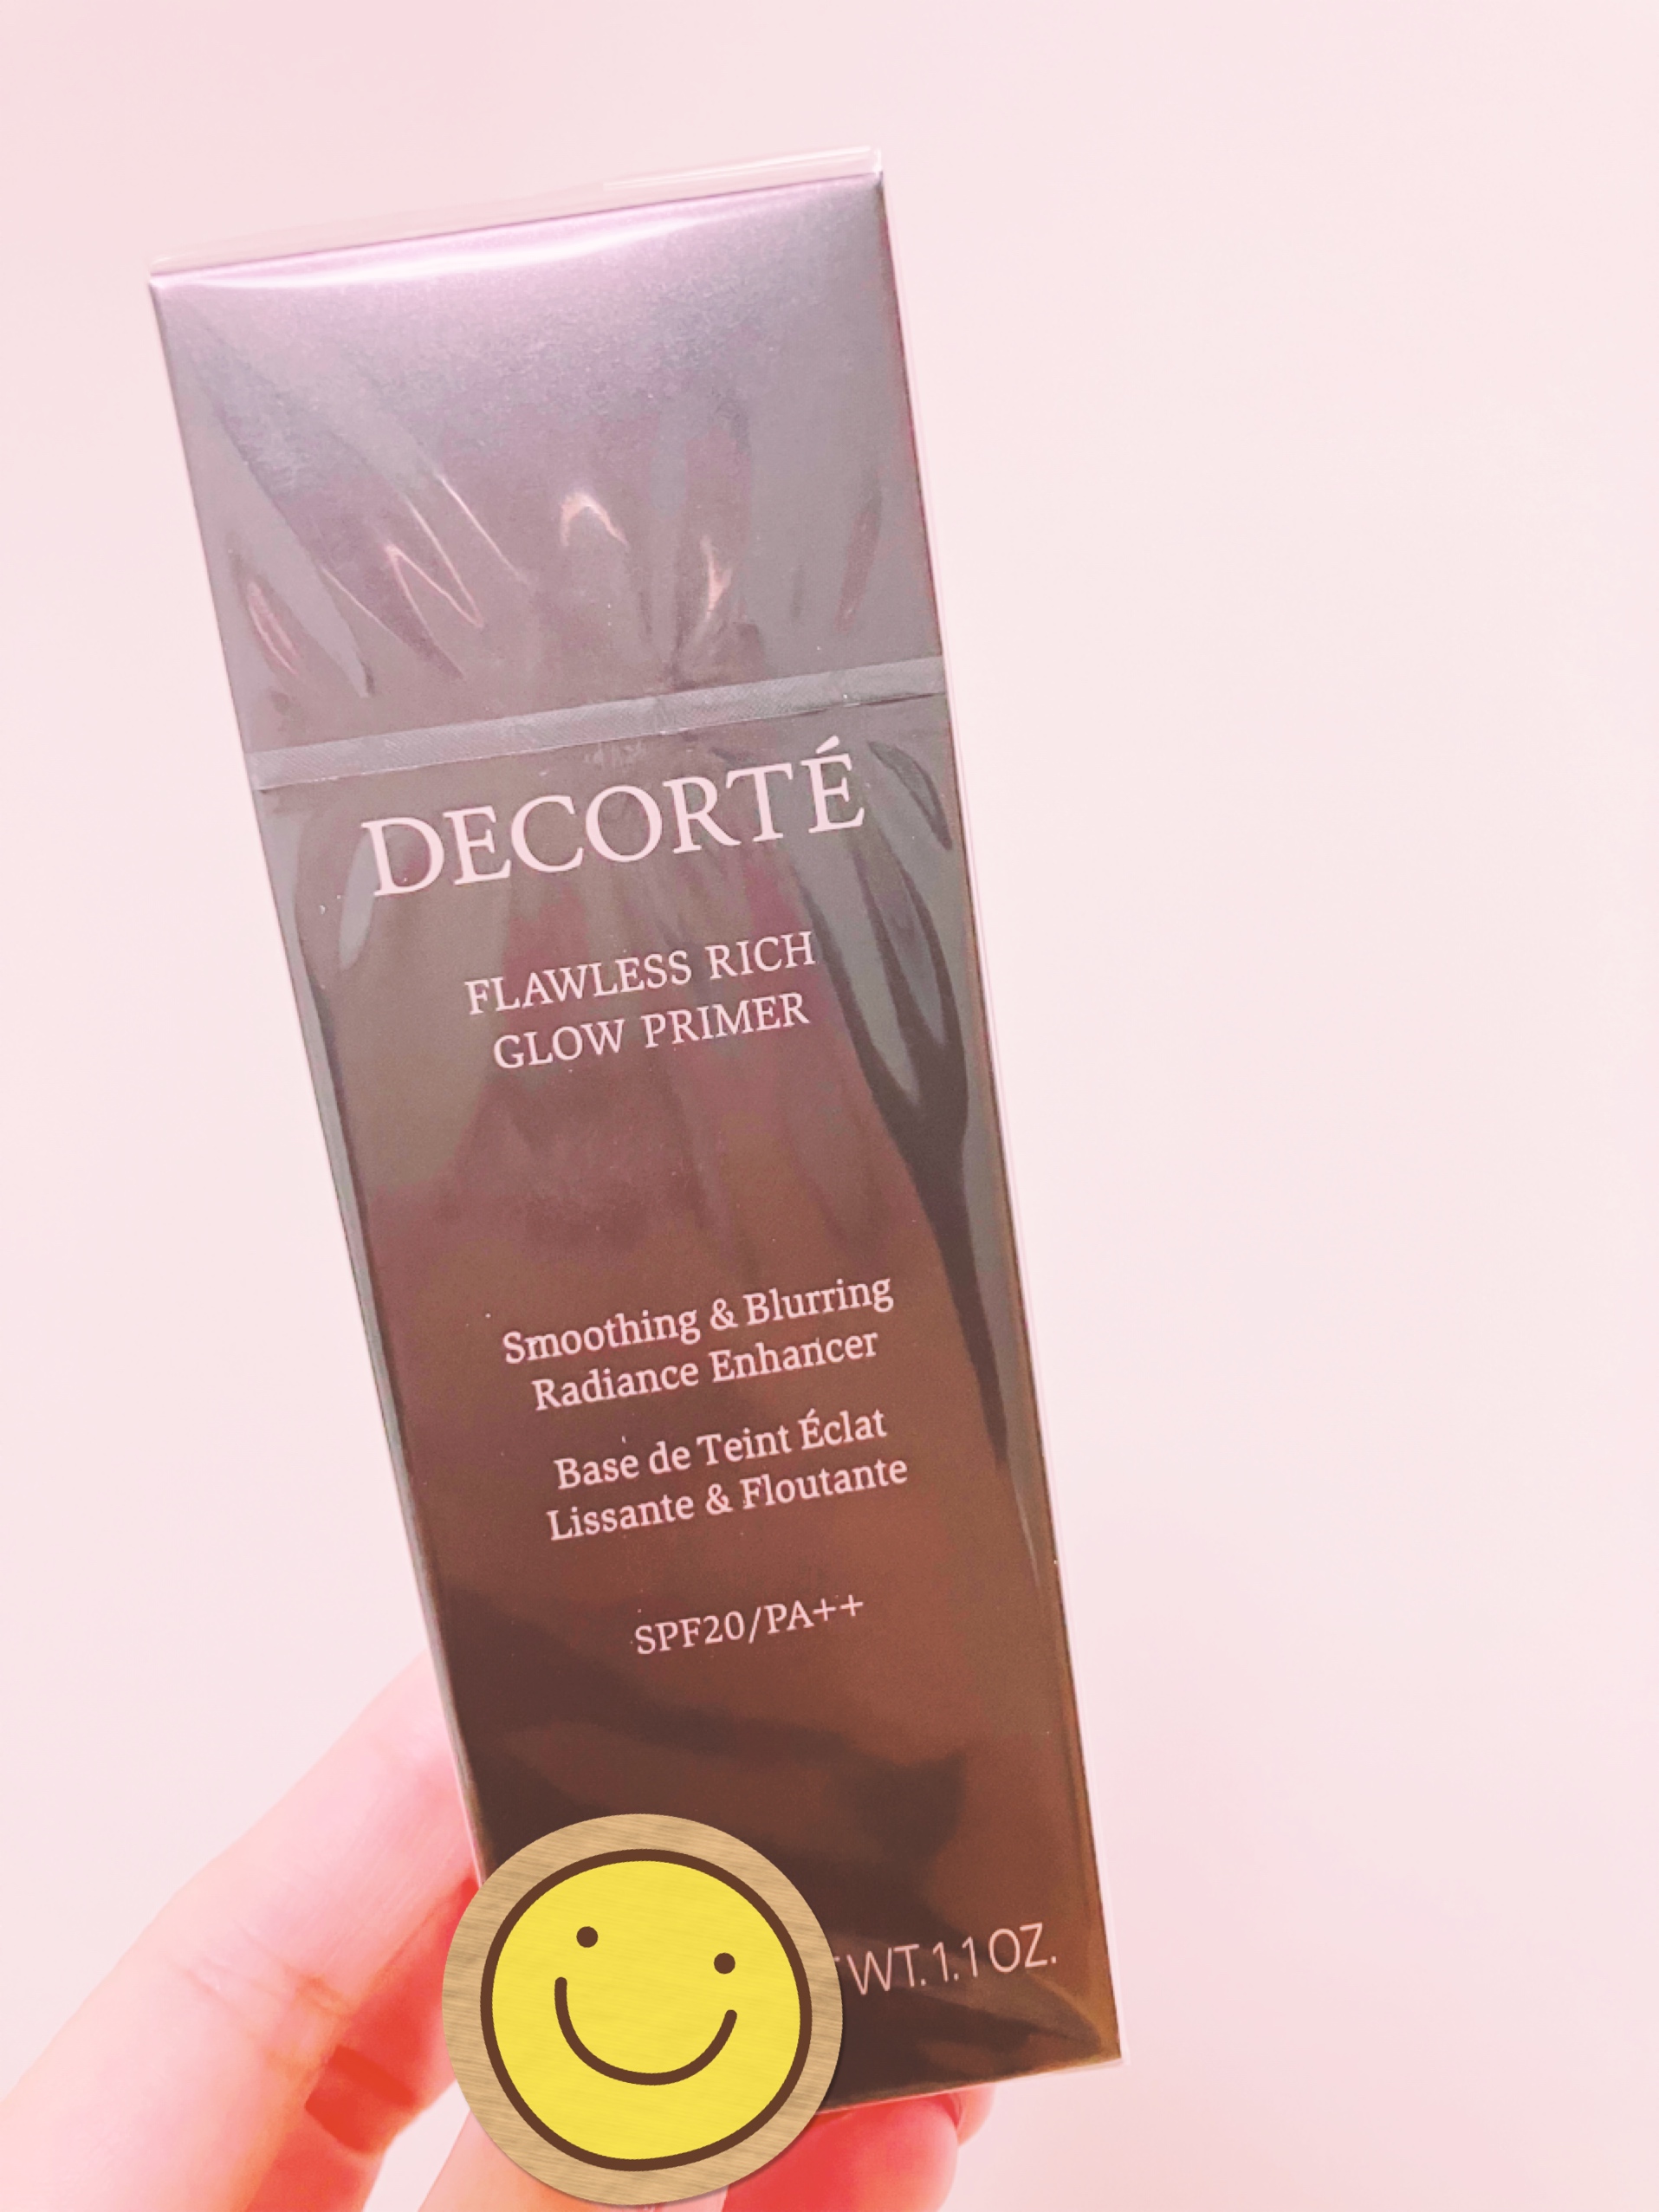 DECORTÉ
FLAWLESS RICH
GLOW PRIMER
Smoothing & Blurring
Radiance Enhancer
Base de Teint Éclat
Lissante & Floutante
SPF20/PA++
WT. 1.1 OZ.